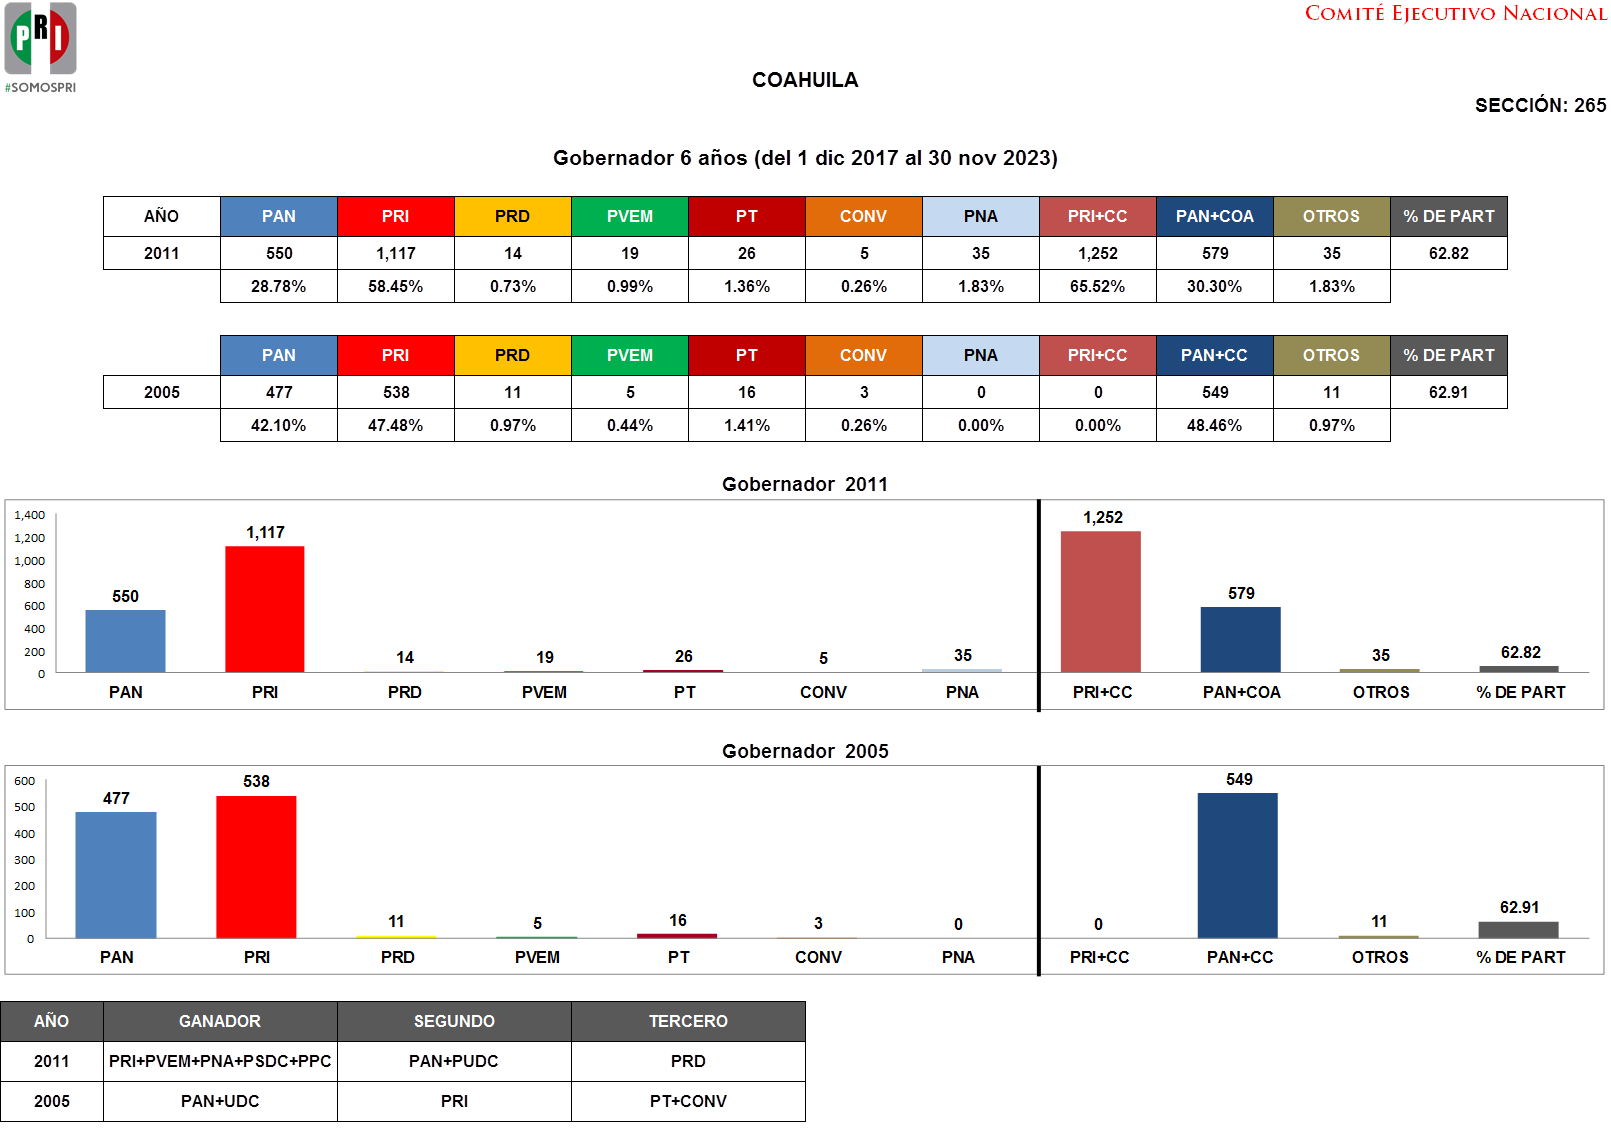 PRI
#SOMOSPRI
COMITÉ EJECUTIVO NACIONAL
COAHUILA
SECCIÓN: 265
Gobernador 6 años (del 1 dic 2017 al 30 nov 2023)
AÑO PAN PRI PRD PVEM PT CONV PNA PRI+CC PAN+COA OTROS % DE PART
2011 550 1,117 14 19 26 5 35 1,252 579 35 62.82
28.78% 58.45% 0.73% 0.99% 1.36% 0.26% 1.83% 65.52% 30.30% 1.83%
PAN PRI PRD PVEM PT CONV PNA PRI+CC PAN+CC OTROS % DE PART
2005 477 538 11 5 16 3 0 0 549 11 62.91
42.10% 47.48% 0.97% 0.44% 1.41% 0.26% 0.00% 0.00% 48.46% 0.97%
Gobernador 2011
1,400
1,200
1,000
800
600
400
200
0
550 1,117 14 19 26 5 35 1,252 579 35 62.82
PAN PRI PRD PVEM PT CONV PNA PRI+CC PAN+COA OTROS % DE PART
Gobernador 2005
600
500
400
300
200
100
0
477 538 11 5 16 3 0 0 549 11 62.91
PAN PRI PRD PVEM PT CONV PNA PRI+CC PAN+CC OTROS % DE PART
AÑO GANADOR SEGUNDO TERCERO
2011 PRI+PVEM+PNA+PSDC+PPC PAN+PUDC PRD
2005 PAN+UDC PRI PT+CONV